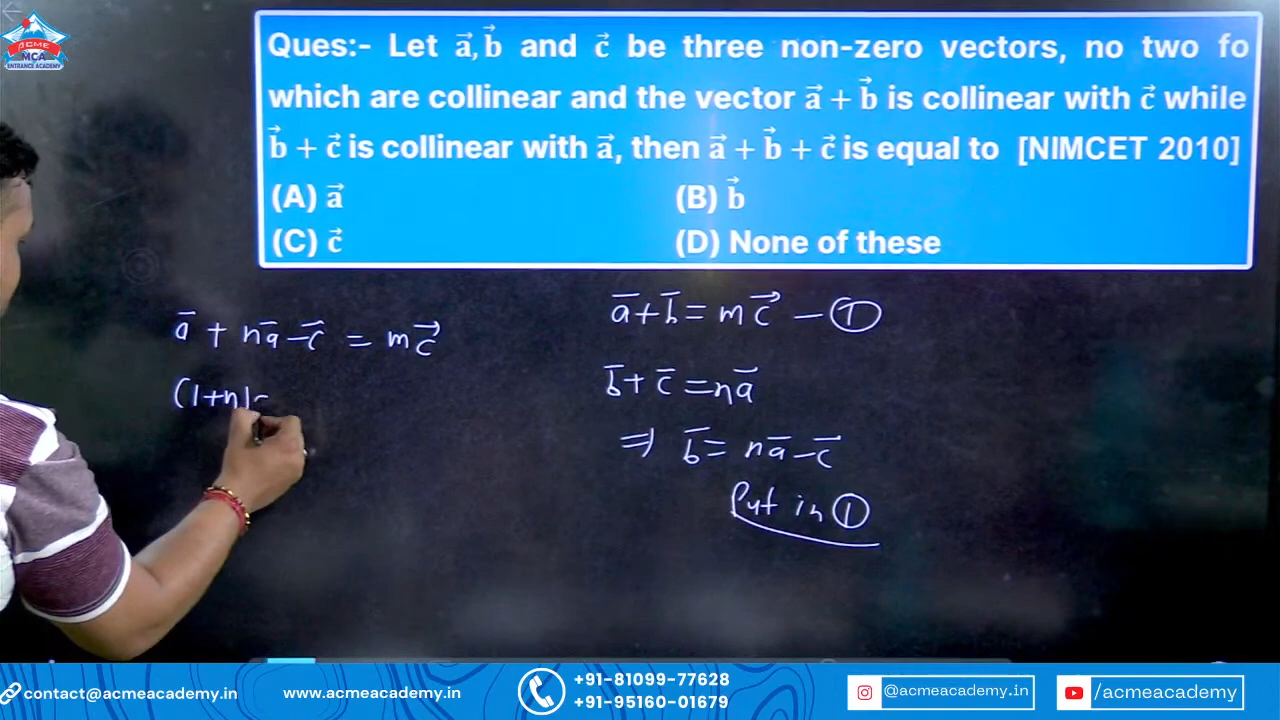 ACME
MCA
ENTRANCE ACADEMY
Ques:- Let a⃗, b⃗ and c⃗ be three non-zero vectors, no two fo
which are collinear and the vector a⃗ + b⃗ is collinear with c⃗ while
b⃗ + c⃗ is collinear with a⃗, then a⃗ + b⃗ + c⃗ is equal to [NIMCET 2010]
(A) a⃗ (B) b⃗
(C) c⃗ (D) None of these
a̅ + na̅ - c̅ = mc⃗
(1+n)
a̅ + b̅ = mc⃗ — ①
b̅ + c̅ = na̅
⇒ b̅ = na̅ - c̅
Put in ①
contact@acmeacademy.in
www.acmeacademy.in
+91-81099-77628
+91-95160-01679
@acmeacademy.in
/acmeacademy